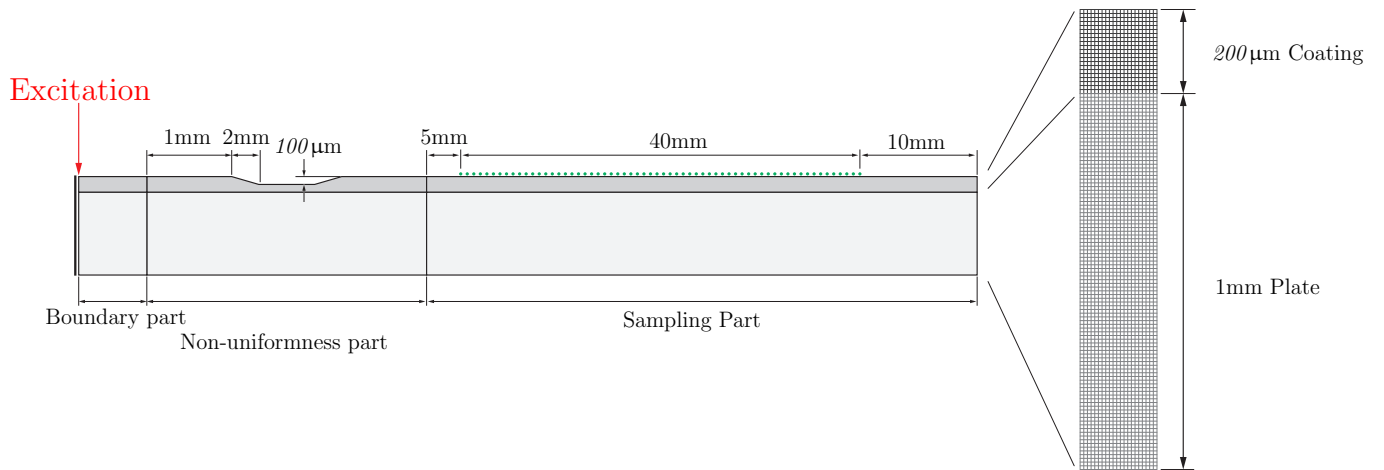 Excitation
1mm
2mm
100μm
5mm
40mm
10mm
200μm Coating
1mm Plate
Boundary part
Non-uniformness part
Sampling Part